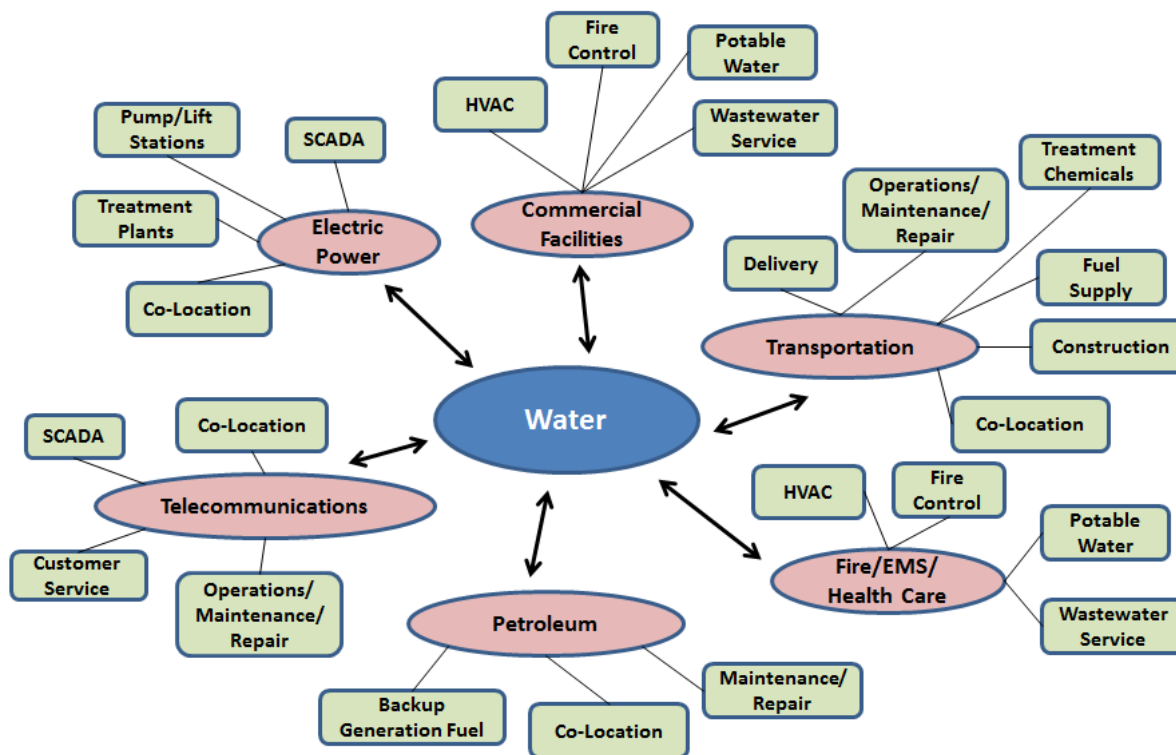 Fire
Control
Potable
Water
HVAC
Wastewater
Service
Pump/Lift
Stations
SCADA
Treatment
Plants
Electric
Power
Co-Location
Commercial
Facilities
Treatment
Chemicals
Operations/
Maintenance/
Repair
Delivery
Fuel
Supply
Transportation
Construction
Co-Location
Water
SCADA
Co-Location
Telecommunications
Customer
Service
Operations/
Maintenance/
Repair
HVAC
Fire
Control
Potable
Water
Fire/EMS/
Health Care
Wastewater
Service
Petroleum
Backup
Generation Fuel
Co-Location
Maintenance/
Repair